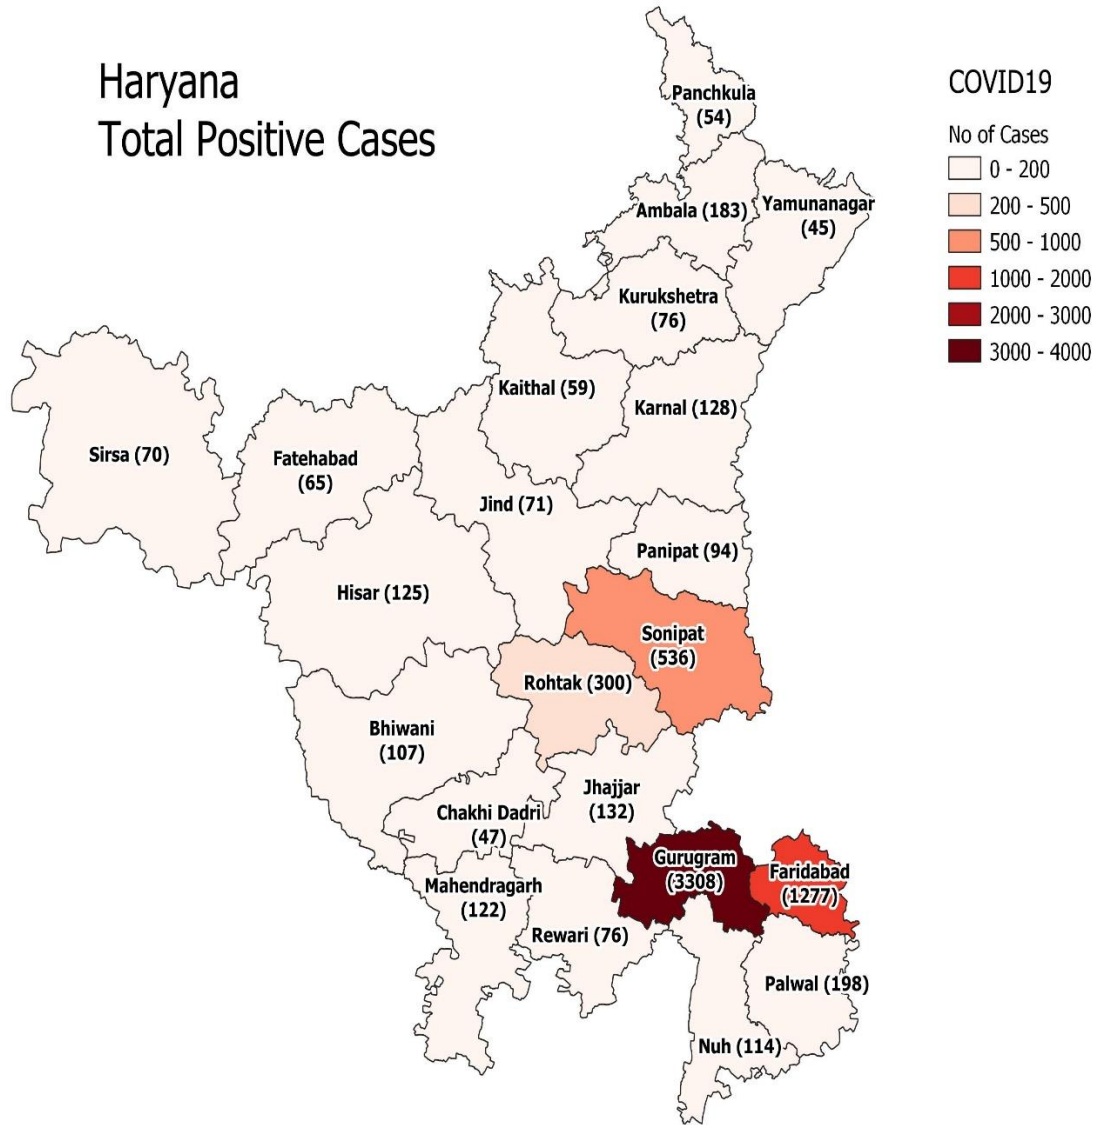 Haryana
Total Positive Cases
COVID19
No of Cases
0 - 200
200 - 500
500 - 1000
1000 - 2000
2000 - 3000
3000 - 4000
Panchkula
(54)
Ambala (183)
Yamunanagar
(45)
Kurukshetra
(76)
Kaithal (59)
Karnal (128)
Sirsa (70)
Fatehabad
(65)
Jind (71)
Panipat (94)
Hisar (125)
Sonipat
(536)
Rohtak (300)
Bhiwani
(107)
Jhajjar
(132)
Chakhi Dadri
(47)
Gurugram
(3308)
Faridabad
(1277)
Mahendragarh
(122)
Rewari (76)
Palwal (198)
Nuh (114)